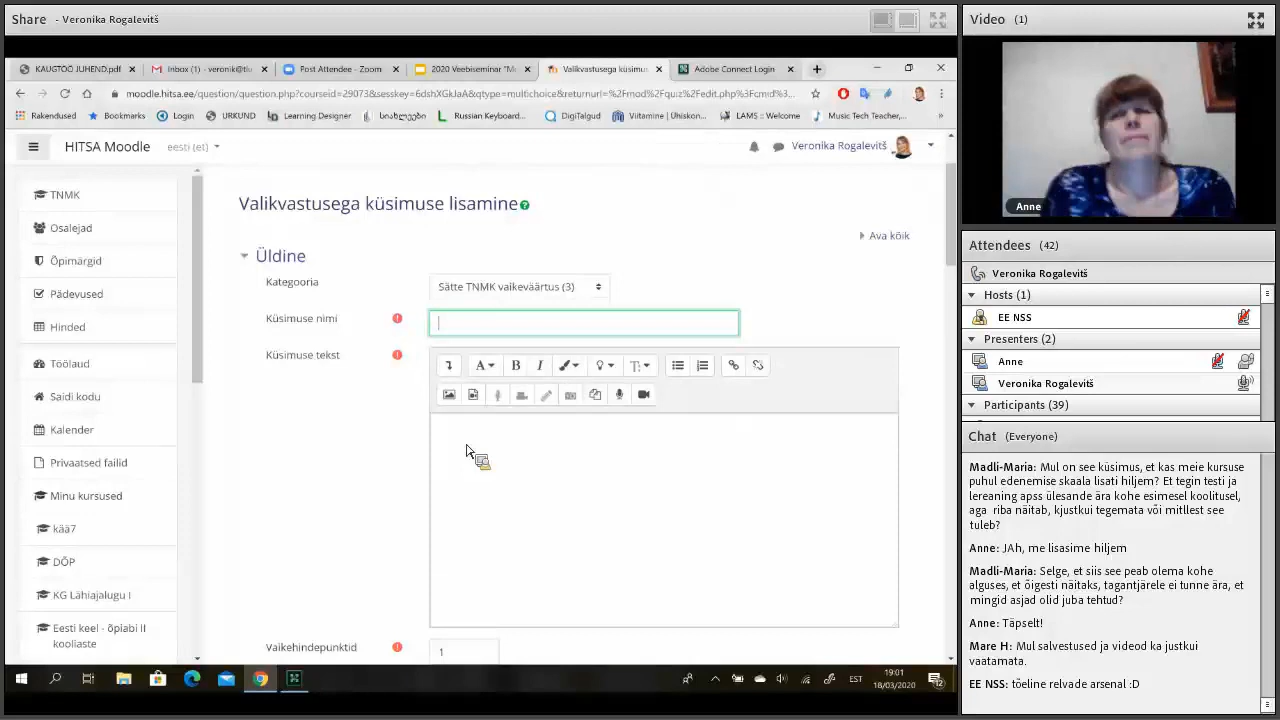 Share - Veronika Rogalevitš
Video (1)
KAUGTÖÖ JUHEND.pdf
Inbox (1) - veronik@tlu
Post Attendee - Zoom
2020 Veebiseminar "M
Valikvastusega küsimus
Adobe Connect Login
moodle.hitsa.ee/question/question.php?courseid=29073&sesskey=6dshXGkJaA&qtype=multichoice&returnurl=%2Fmod%2Fquiz%2Fedit.php%3Fcmid%3...
Rakendused
Bookmarks
Login
URKUND
Learning Designer
სიახლეები
Russian Keyboard...
DigiTalgud
Viitamine | Ühiskon...
LAMS :: Welcome
Music Tech Teacher,...
HITSA Moodle
eesti (et)
Veronika Rogalevitš
TNMK
Osalejad
Õpimärgid
Pädevused
Hinded
Töölaud
Saidi kodu
Kalender
Privaatsed failid
Minu kursused
kää7
DÕP
KG Lähiajalugu I
Eesti keel - õpiabi II
kooliaste
Valikvastusega küsimuse lisamine
Ava kõik
Üldine
Kategooria
Sätte TNMK vaikeväärtus (3)
Küsimuse nimi
Küsimuse tekst
Vaikehindepunktid
1
EST
19:01
18/03/2020
12
Anne
Attendees (42)
Veronika Rogalevitš
Hosts (1)
EE NSS
Presenters (2)
Anne
Veronika Rogalevitš
Participants (39)
Chat (Everyone)
Madli-Maria: Mul on see küsimus, et kas meie kursuse
puhul edenemise skaala lisati hiljem? Et tegin testi ja
lereaning apss ülesande ära kohe esimesel koolitusel,
aga riba näitab, kjustkui tegemata või mitllest see
tuleb?
Anne: JAh, me lisasime hiljem
Madli-Maria: Selge, et siis see peab olema kohe
alguses, et õigesti näitaks, tagantjärele ei tunne ära, et
mingid asjad olid juba tehtud?
Anne: Täpselt!
Mare H: Mul salvestused ja videod ka justkui
vaatamata.
EE NSS: tõeline relvade arsenal :D